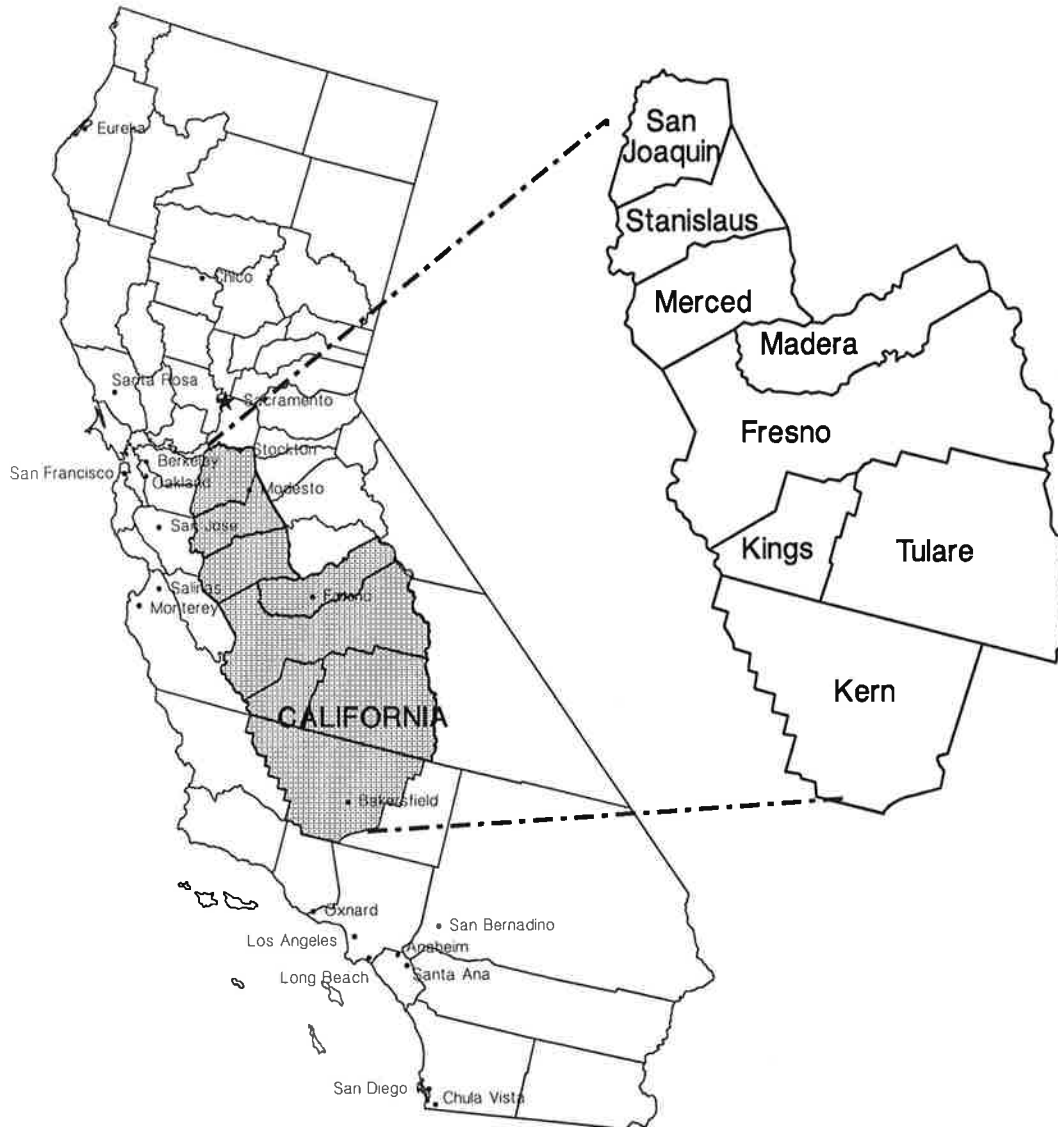 Eureka
Chico
Santa Rosa
Sacramento
Stockton
Berkeley
San Francisco
Oakland
Modesto
San Jose
Salinas
Monterey
Fresno
CALIFORNIA
Bakersfield
Oxnard
San Bernadino
Los Angeles
Anaheim
Long Beach
Santa Ana
San Diego
Chula Vista
San
Joaquin
Stanislaus
Merced
Madera
Fresno
Kings
Tulare
Kern